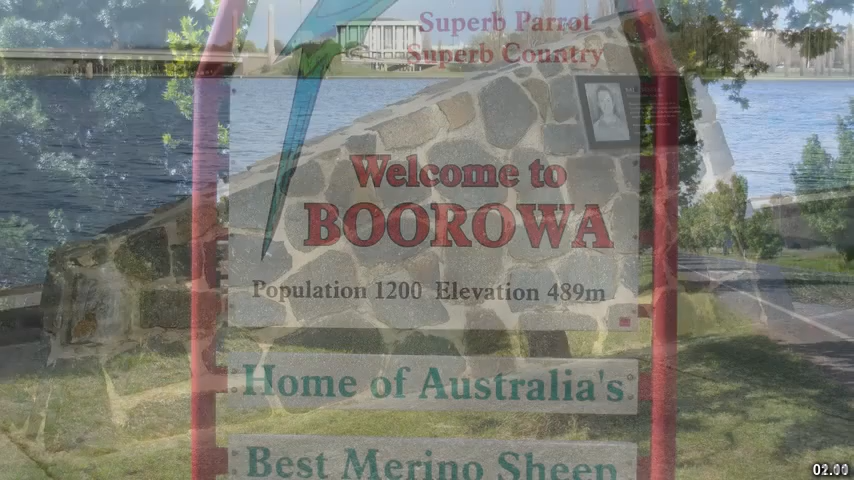 Superb Parrot
Superb Country
Welcome to
BOOROWA
Population 1200 Elevation 489m
Home of Australia's
Best Merino Sheep
02.00